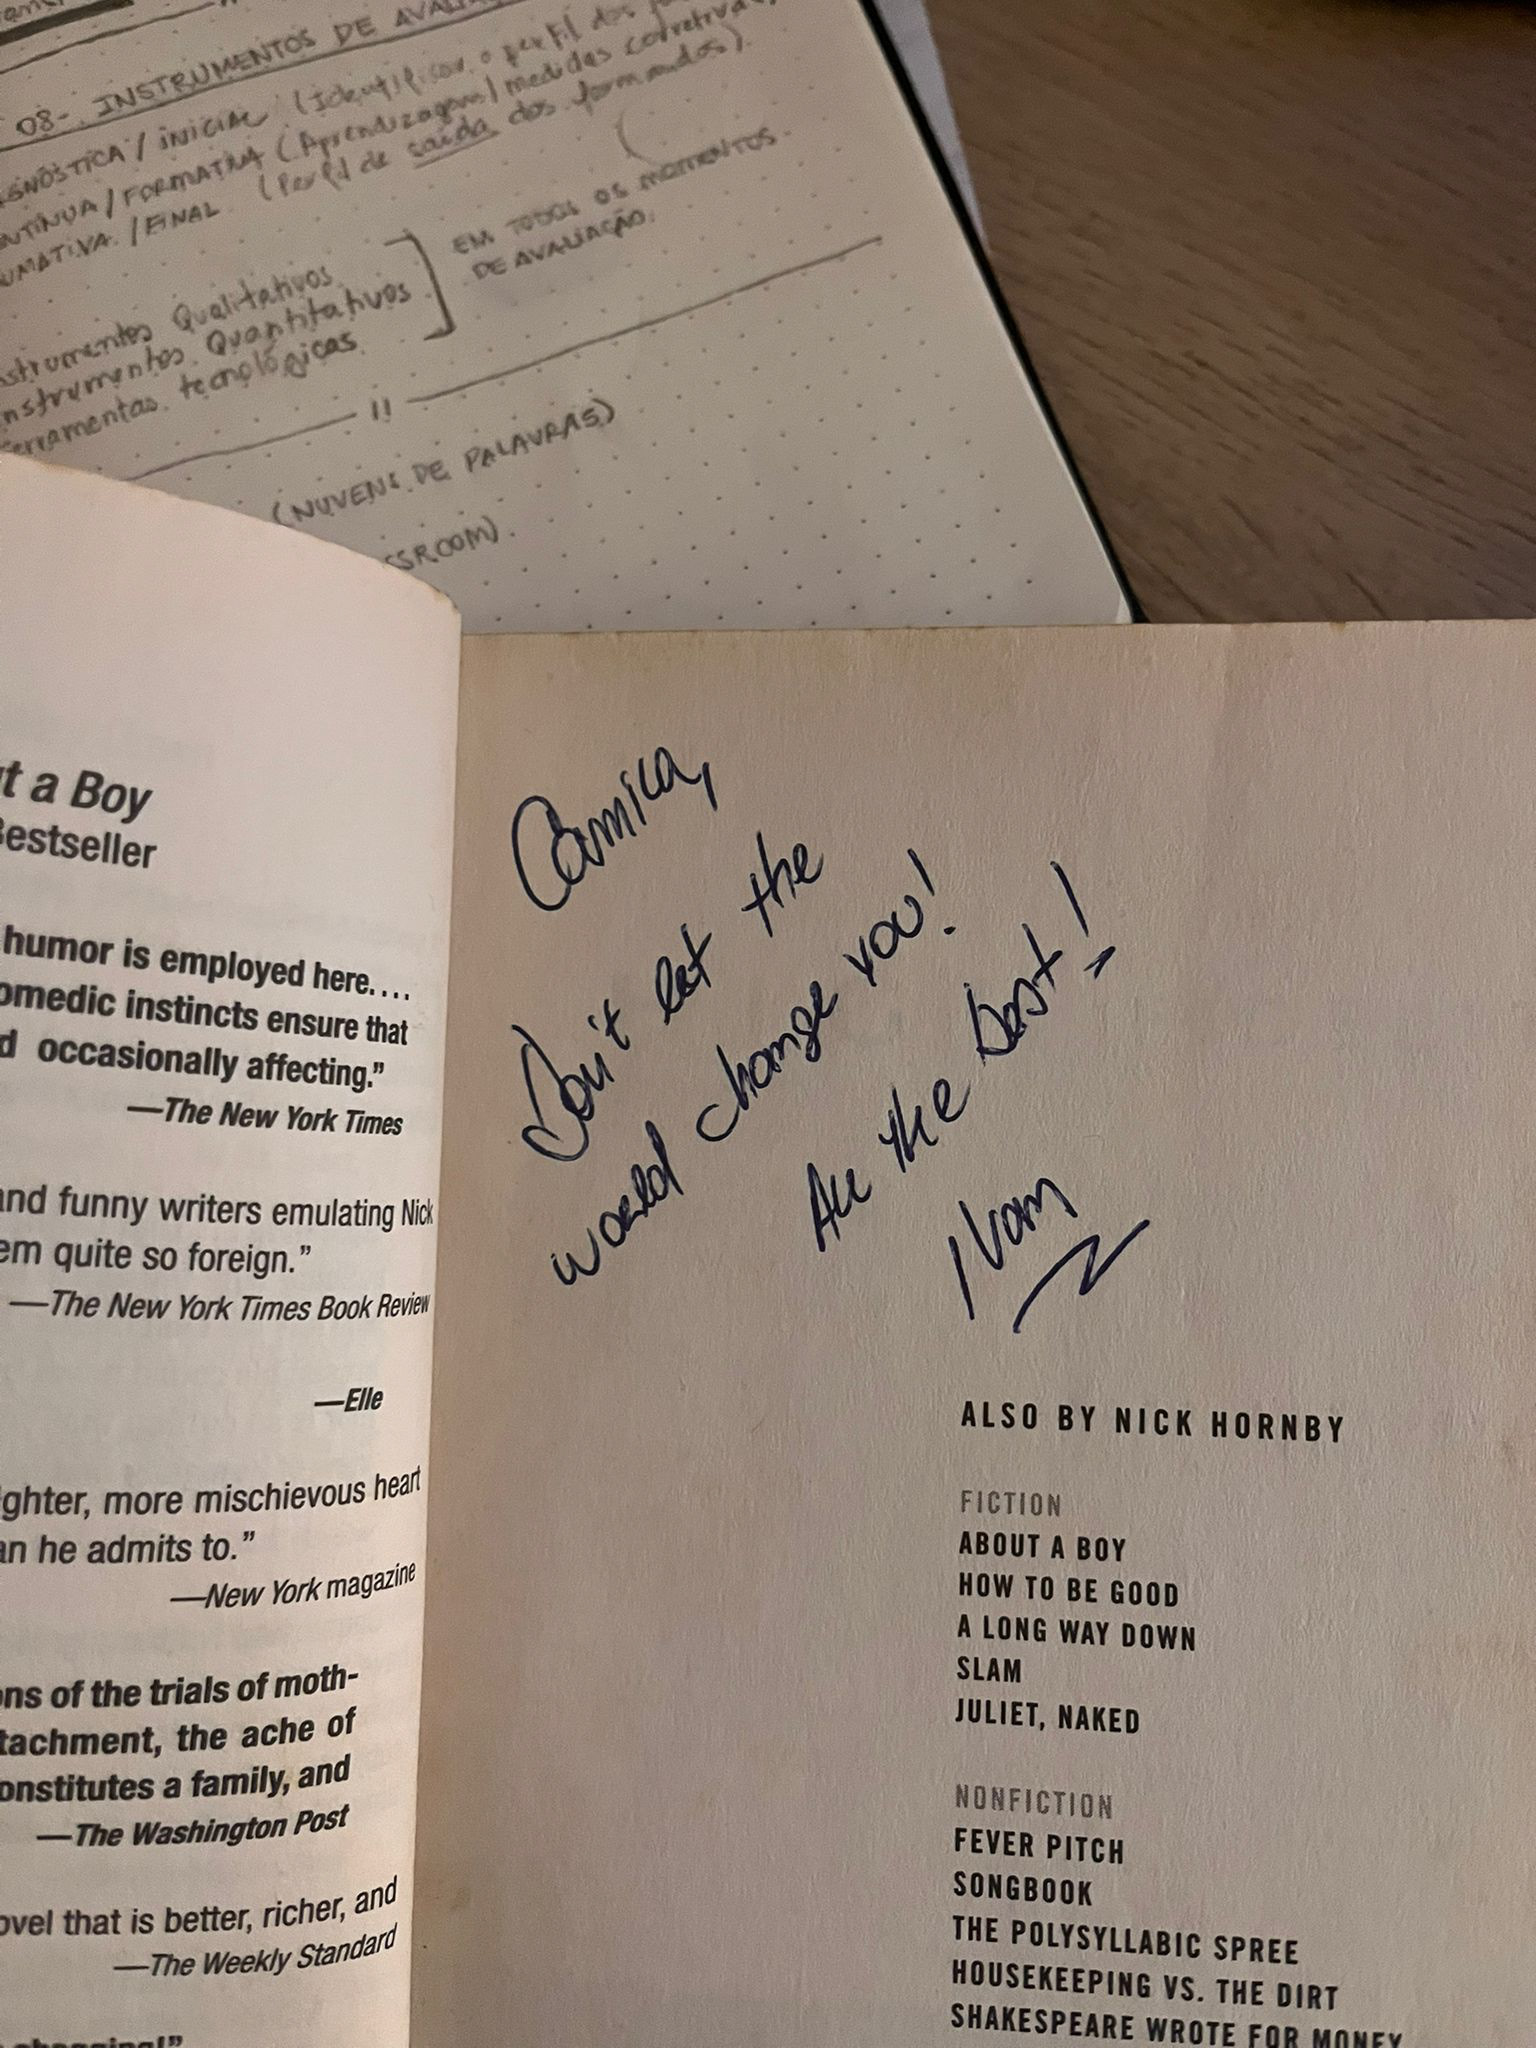 08- INSTRUMENTOS DE
/ INICIAL (Identificar o perfil dos
/ FORMATIVA (Aprendizagem / medidas corretivas)
/ FINAL (Perfil de saída dos formandos).
Qualitativos
Quantitativos
tecnológicas
EM TODOS OS MOMENTOS
DE AVALIAÇÃO.
(NUVENS DE PALAVRAS)
SSROOM).
t a Boy
Bestseller
humor is employed here....
omedic instincts ensure that
d occasionally affecting.”
—The New York Times
and funny writers emulating Nick
em quite so foreign.”
—The New York Times Book Review
—Elle
ghter, more mischievous heart
an he admits to.”
—New York magazine
ons of the trials of moth-
tachment, the ache of
onstitutes a family, and
—The Washington Post
ovel that is better, richer, and
—The Weekly Standard
Camila,
Don't let the
world change you!
All the best!
Ivan
ALSO BY NICK HORNBY
FICTION
ABOUT A BOY
HOW TO BE GOOD
A LONG WAY DOWN
SLAM
JULIET, NAKED
NONFICTION
FEVER PITCH
SONGBOOK
THE POLYSYLLABIC SPREE
HOUSEKEEPING VS. THE DIRT
SHAKESPEARE WROTE FOR MONEY